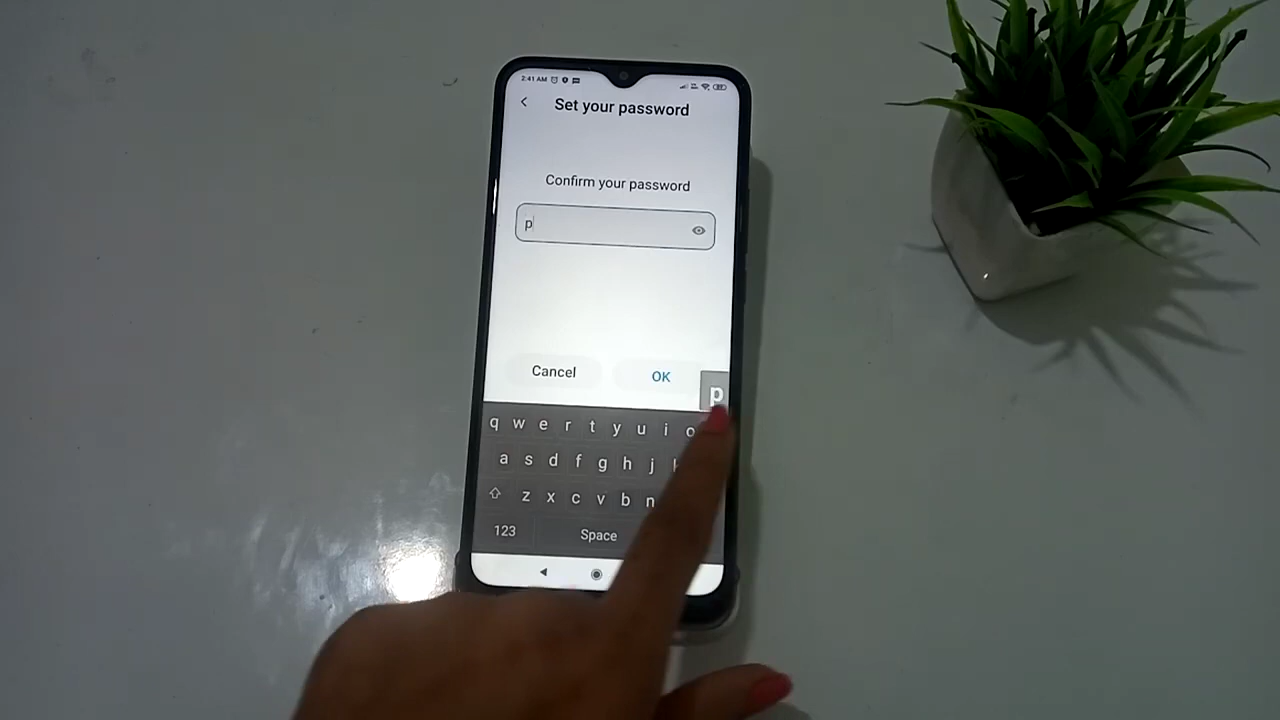 2:41 AM
Set your password
Confirm your password
p
Cancel
OK
p
q w e r t y u i o
a s d f g h j
z x c v b n
123
Space